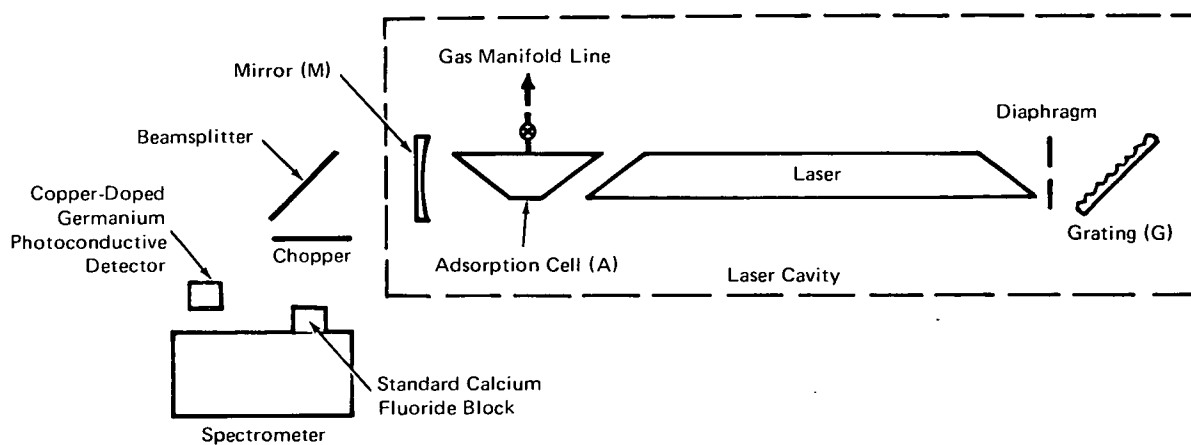 Gas Manifold Line
Mirror (M)
Diaphragm
Beamsplitter
Laser
Copper-Doped
Germanium
Photoconductive
Detector
Chopper
Adsorption Cell (A)
Grating (G)
Laser Cavity
Standard Calcium
Fluoride Block
Spectrometer